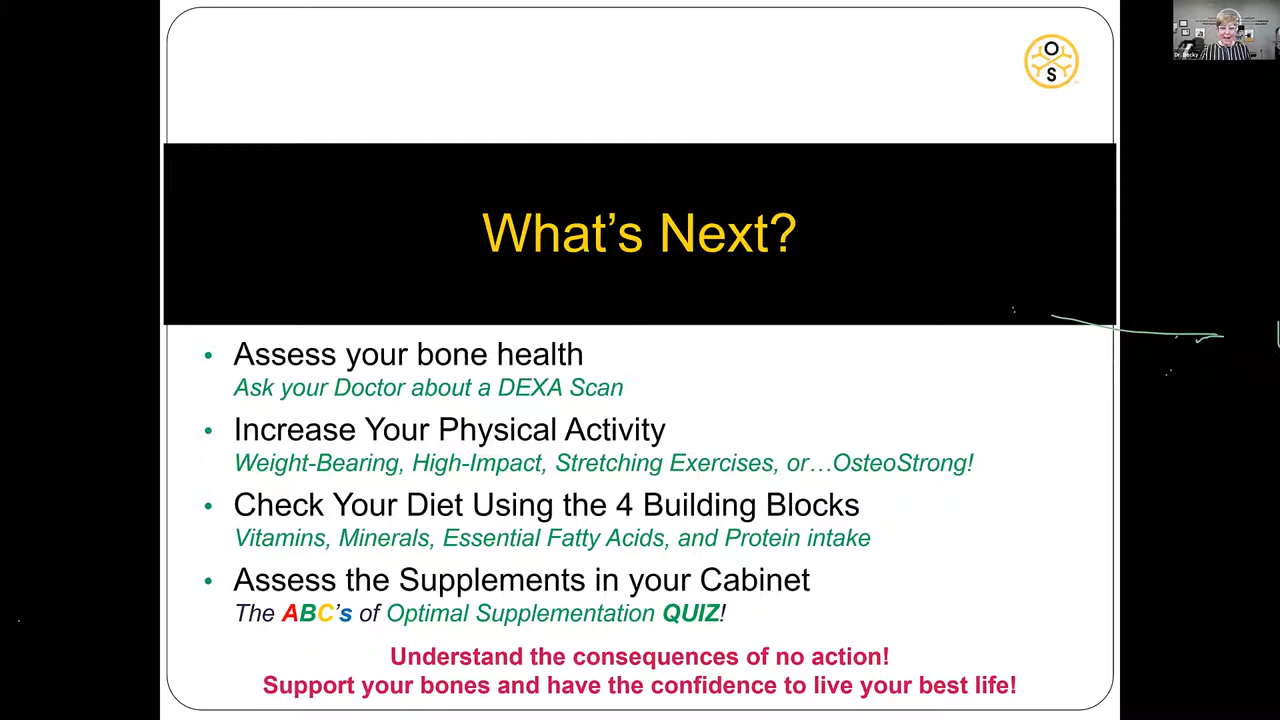 O
S
Dr. Becky
What's Next?
• Assess your bone health
Ask your Doctor about a DEXA Scan
• Increase Your Physical Activity
Weight-Bearing, High-Impact, Stretching Exercises, or…OsteoStrong!
• Check Your Diet Using the 4 Building Blocks
Vitamins, Minerals, Essential Fatty Acids, and Protein intake
• Assess the Supplements in your Cabinet
The ABC's of Optimal Supplementation QUIZ!
Understand the consequences of no action!
Support your bones and have the confidence to live your best life!